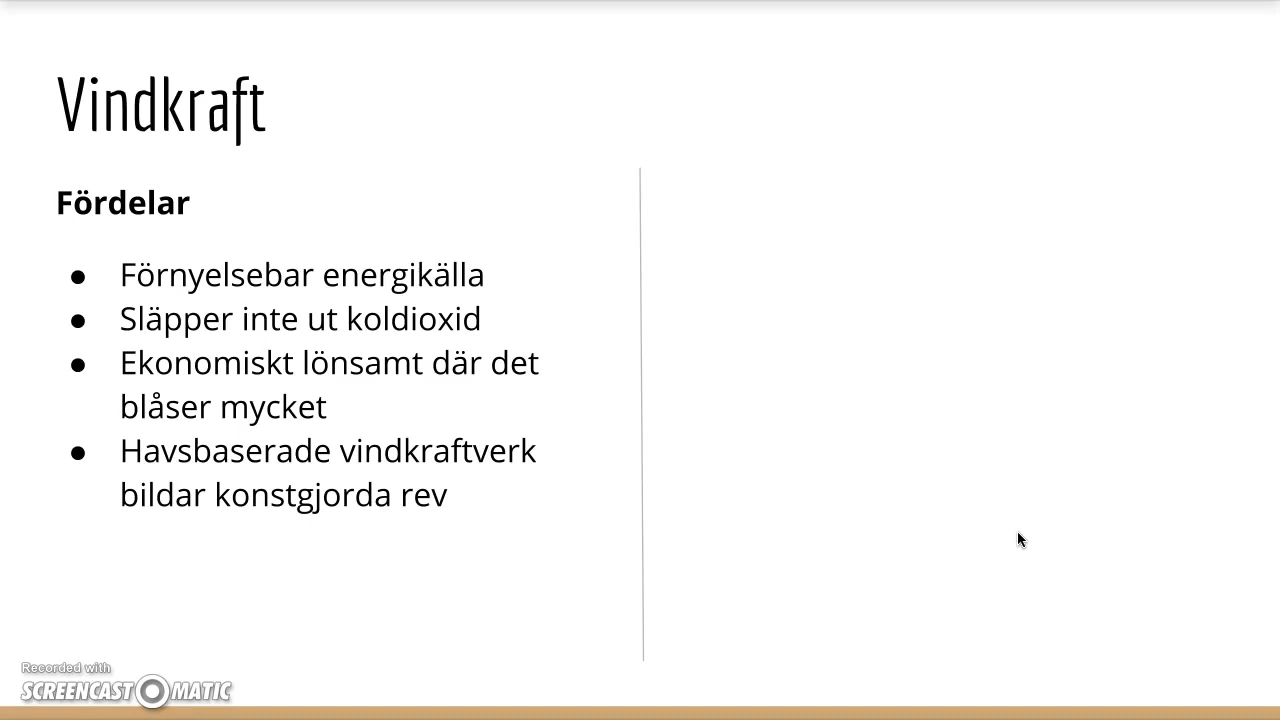 Vindkraft
Fördelar
● Förnyelsebar energikälla
● Släpper inte ut koldioxid
● Ekonomiskt lönsamt där det
blåser mycket
● Havsbaserade vindkraftverk
bildar konstgjorda rev
Recorded with
SCREENCAST O MATIC